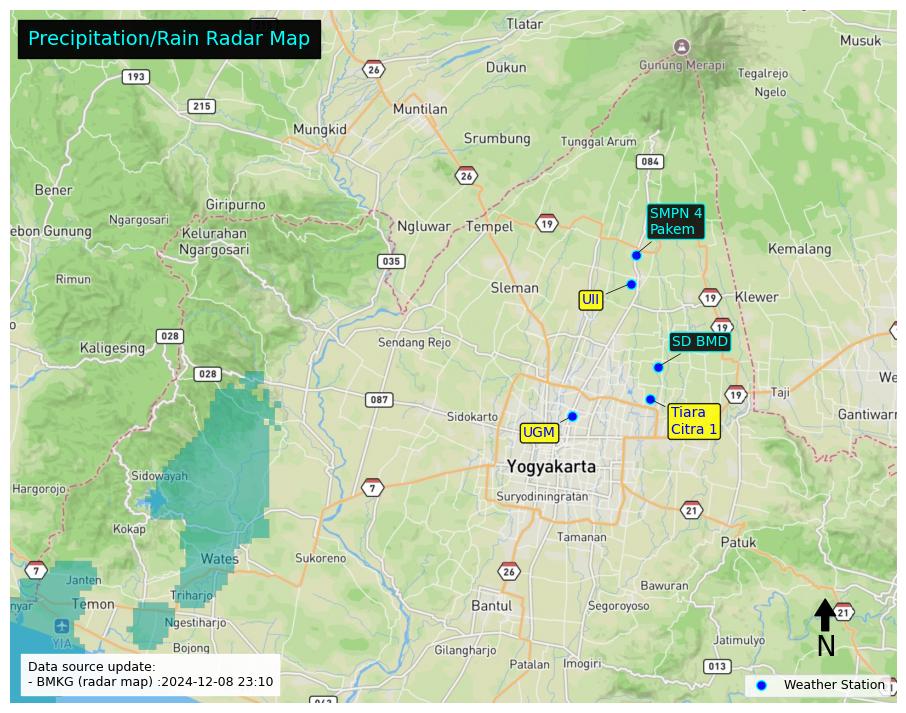 Precipitation/Rain Radar Map
Tlatar
Musuk
26
193
Dukun
Gunung Merapi
Tegalrejo
Ngelo
215
Muntilan
Mungkid
Srumbung
Tunggal Arum
084
26
Bener
Giripurno
Ngargosari
SMPN 4
Pakem
ebon Gunung
Kelurahan
Ngargosari
Ngluwar
Tempel
19
Kemalang
035
Rimun
Sleman
UII
19
Klewer
19
028
Kaligesing
Sendang Rejo
SD BMD
028
We
087
19
Taji
Sidokarto
Tiara
Citra 1
Gantiwarn
UGM
Yogyakarta
Sidowayah
Hargorojo
7
Suryodiningratan
21
Kokap
Tamanan
Patuk
Wates
Sukoreno
7
Janten
26
Bawuran
Triharjo
nyar
Temon
Bantul
Segoroyoso
21
Ngestiharjo
YIA
Bojong
Gilangharjo
Jatimulyo
N
Patalan
Imogiri
013
Data source update:
- BMKG (radar map) :2024-12-08 23:10
Weather Station